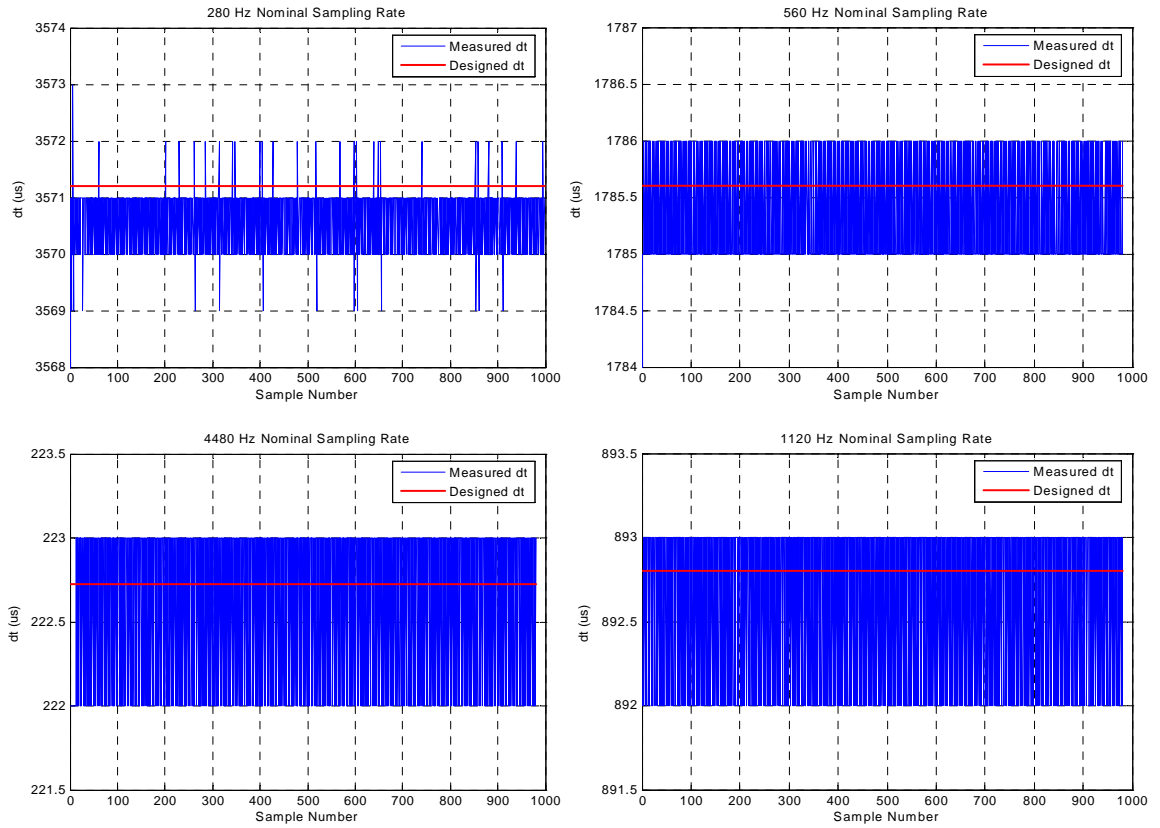 280 Hz Nominal Sampling Rate
3574
3573
3572
3571
3570
3569
3568
dt (us)
Measured dt
Designed dt
0 100 200 300 400 500 600 700 800 900 1000
Sample Number
560 Hz Nominal Sampling Rate
1787
1786.5
1786
1785.5
1785
1784.5
1784
dt (us)
Measured dt
Designed dt
0 100 200 300 400 500 600 700 800 900 1000
Sample Number
4480 Hz Nominal Sampling Rate
223.5
223
222.5
222
221.5
dt (us)
Measured dt
Designed dt
0 100 200 300 400 500 600 700 800 900 1000
Sample Number
1120 Hz Nominal Sampling Rate
893.5
893
892.5
892
891.5
dt (us)
Measured dt
Designed dt
0 100 200 300 400 500 600 700 800 900 1000
Sample Number